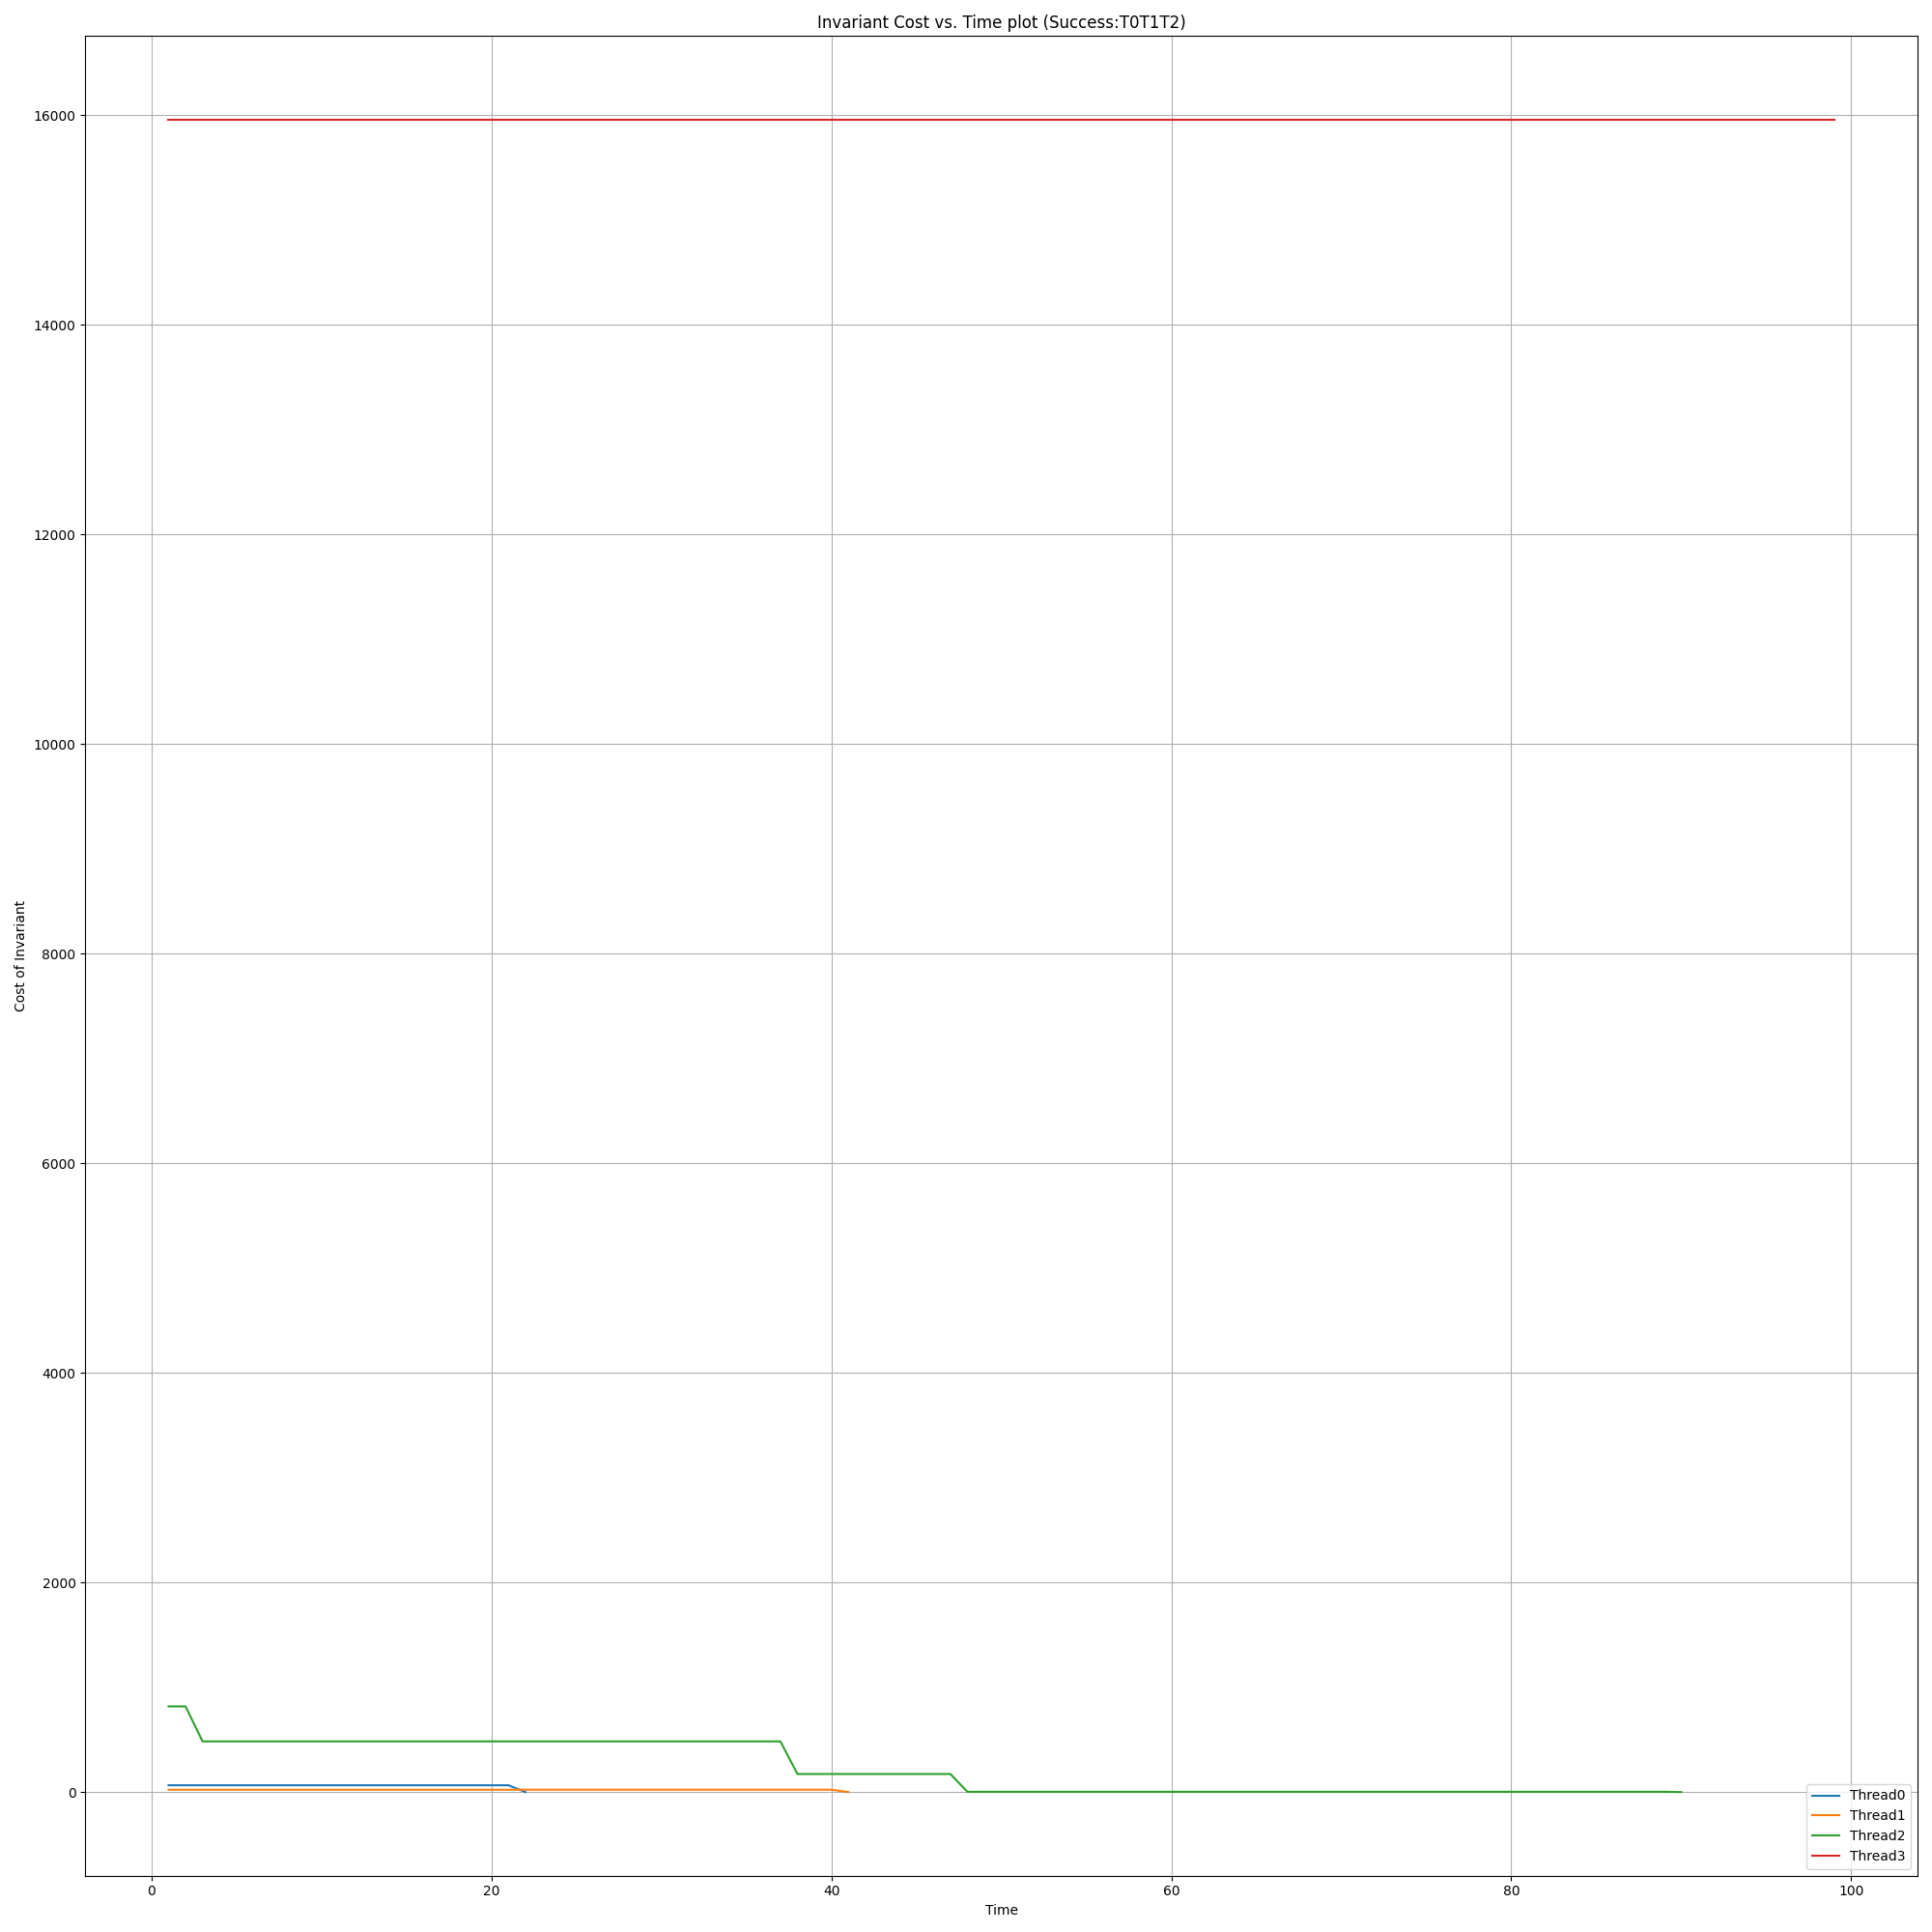 Invariant Cost vs. Time plot (Success:T0T1T2)
Cost of Invariant
16000
14000
12000
10000
8000
6000
4000
2000
0
0 20 40 60 80 100
Time
Thread0
Thread1
Thread2
Thread3